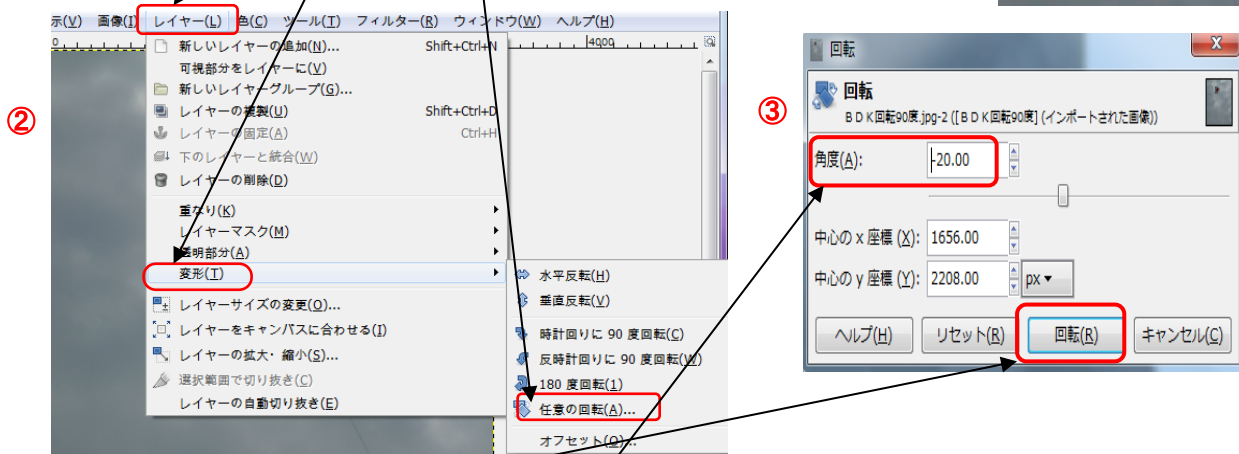 示(V) 画像(I) レイヤー(L) 色(C) ツール(T) フィルター(R) ウィンドウ(W) ヘルプ(H)
4000
②
新しいレイヤーの追加(N)... Shift+Ctrl+N
可視部分をレイヤーに(V)
新しいレイヤーグループ(G)...
レイヤーの複製(U) Shift+Ctrl+D
レイヤーの固定(A) Ctrl+H
下のレイヤーと統合(W)
レイヤーの削除(D)
重なり(K)
レイヤーマスク(M)
透明部分(A)
変形(T)
レイヤーサイズの変更(O)...
レイヤーをキャンバスに合わせる(I)
レイヤーの拡大・縮小(S)...
選択範囲で切り抜き(C)
レイヤーの自動切り抜き(E)
水平反転(H)
垂直反転(V)
時計回りに 90 度回転(C)
反時計回りに 90 度回転(W)
180 度回転(1)
任意の回転(A)...
オフセット(O)...
③
回転
X
回転
ＢＤＫ回転90度.jpg-2 ([ＢＤＫ回転90度] (インポートされた画像))
角度(A): -20.00
中心の x 座標 (X): 1656.00
中心の y 座標 (Y): 2208.00 px
ヘルプ(H) リセット(R) 回転(R) キャンセル(C)